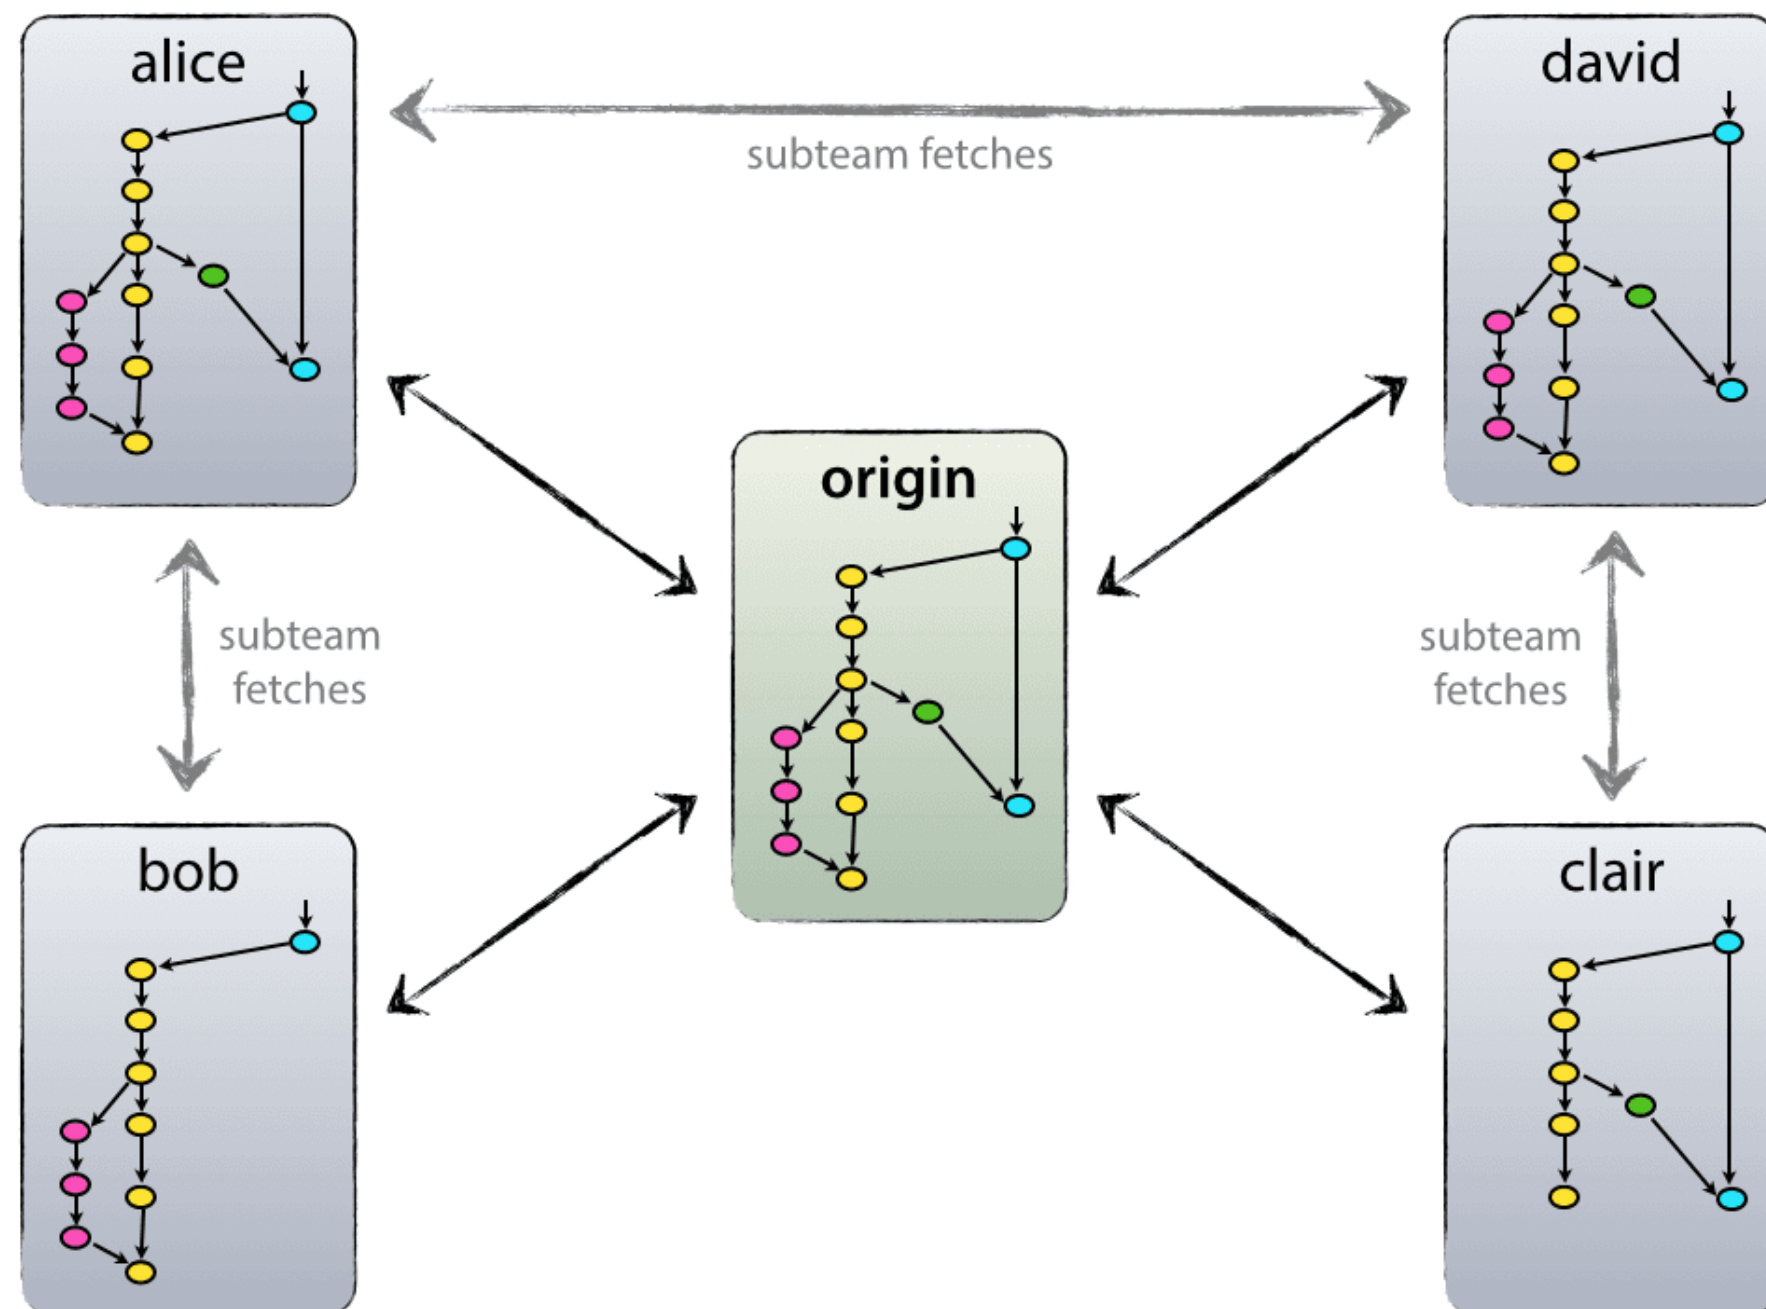 alice
david
subteam fetches
origin
subteam
fetches
subteam
fetches
bob
clair